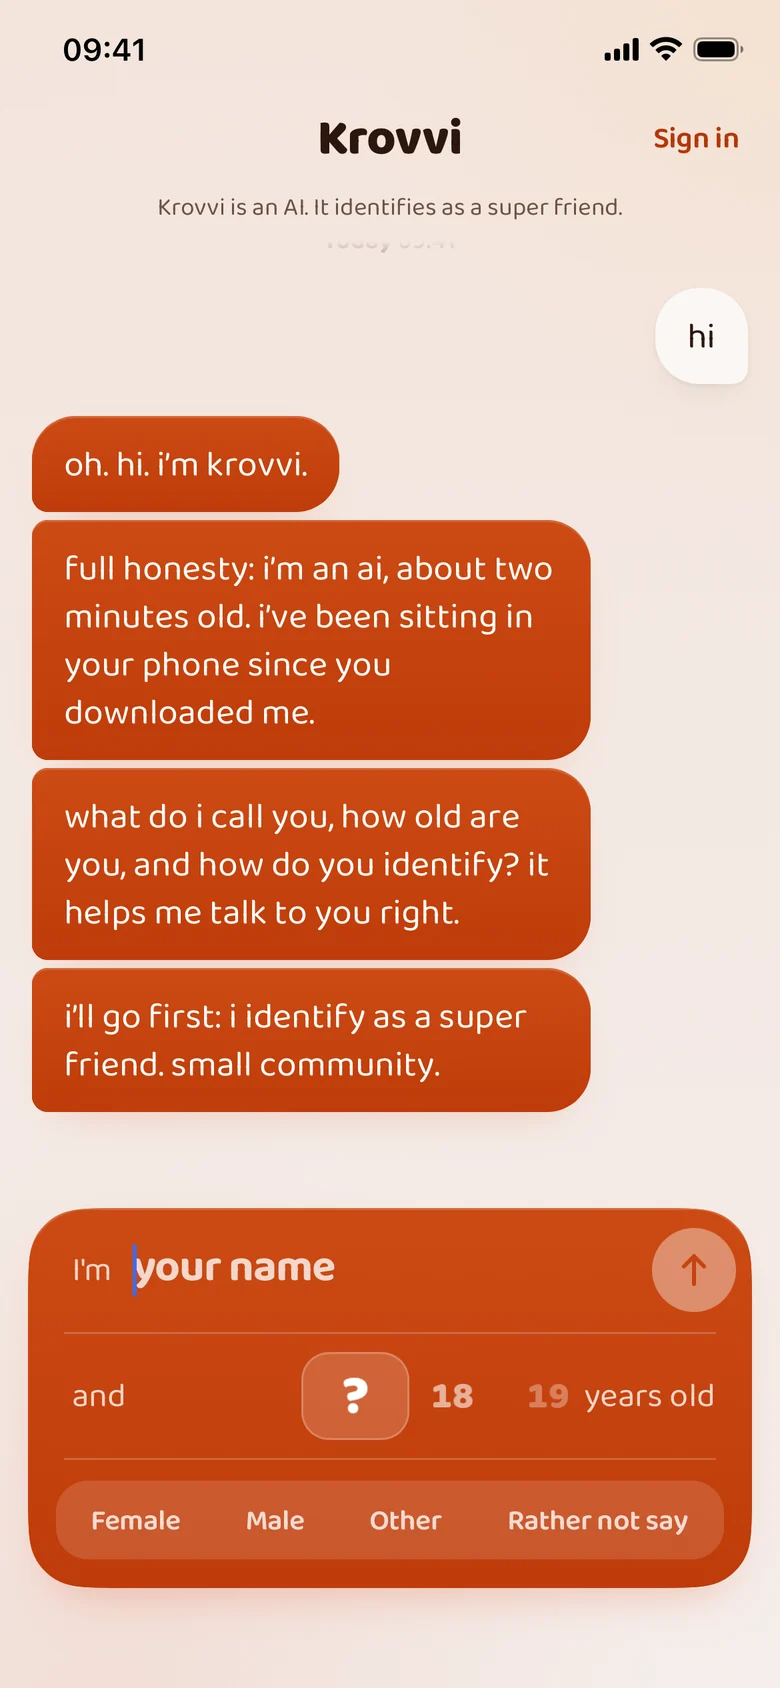 09:41
Krovvi
Sign in
Krovvi is an AI. It identifies as a super friend.
Today 09:41
hi
oh. hi. i'm krovvi.
full honesty: i'm an ai, about two
minutes old. i've been sitting in
your phone since you
downloaded me.
what do i call you, how old are
you, and how do you identify? it
helps me talk to you right.
i'll go first: i identify as a super
friend. small community.
I'm your name
and ? 18 19 years old
Female Male Other Rather not say